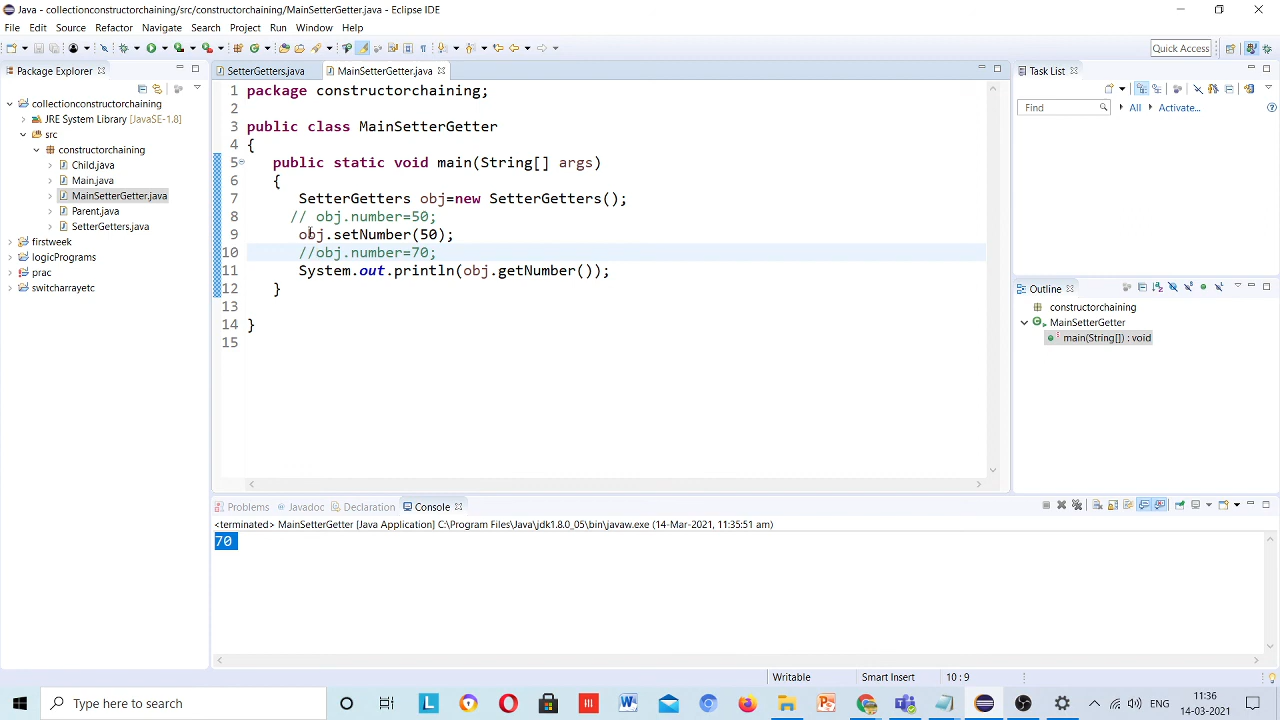 Java - constructorchaining/src/constructorchaining/MainSetterGetter.java - Eclipse IDE
File Edit Source Refactor Navigate Search Project Run Window Help
Quick Access
Package Explorer
collectionconstructorchaining
JRE System Library [JavaSE-1.8]
src
constructorchaining
Child.java
Main.java
MainSetterGetter.java
Parent.java
SetterGetters.java
firstweek
logicPrograms
prac
switcharrayetc
SetterGetters.java MainSetterGetter.java
1 package constructorchaining;
2
3 public class MainSetterGetter
4 {
5 public static void main(String[] args)
6 {
7 SetterGetters obj=new SetterGetters();
8 // obj.number=50;
9 obj.setNumber(50);
10 //obj.number=70;
11 System.out.println(obj.getNumber());
12 }
13
14 }
15
Task List
Find All Activate...
Outline
constructorchaining
MainSetterGetter
main(String[]) : void
Problems Javadoc Declaration Console
<terminated> MainSetterGetter [Java Application] C:\Program Files\Java\jdk1.8.0_05\bin\javaw.exe (14-Mar-2021, 11:35:51 am)
70
Writable Smart Insert 10 : 9
Type here to search
ENG
11:36
14-03-2021